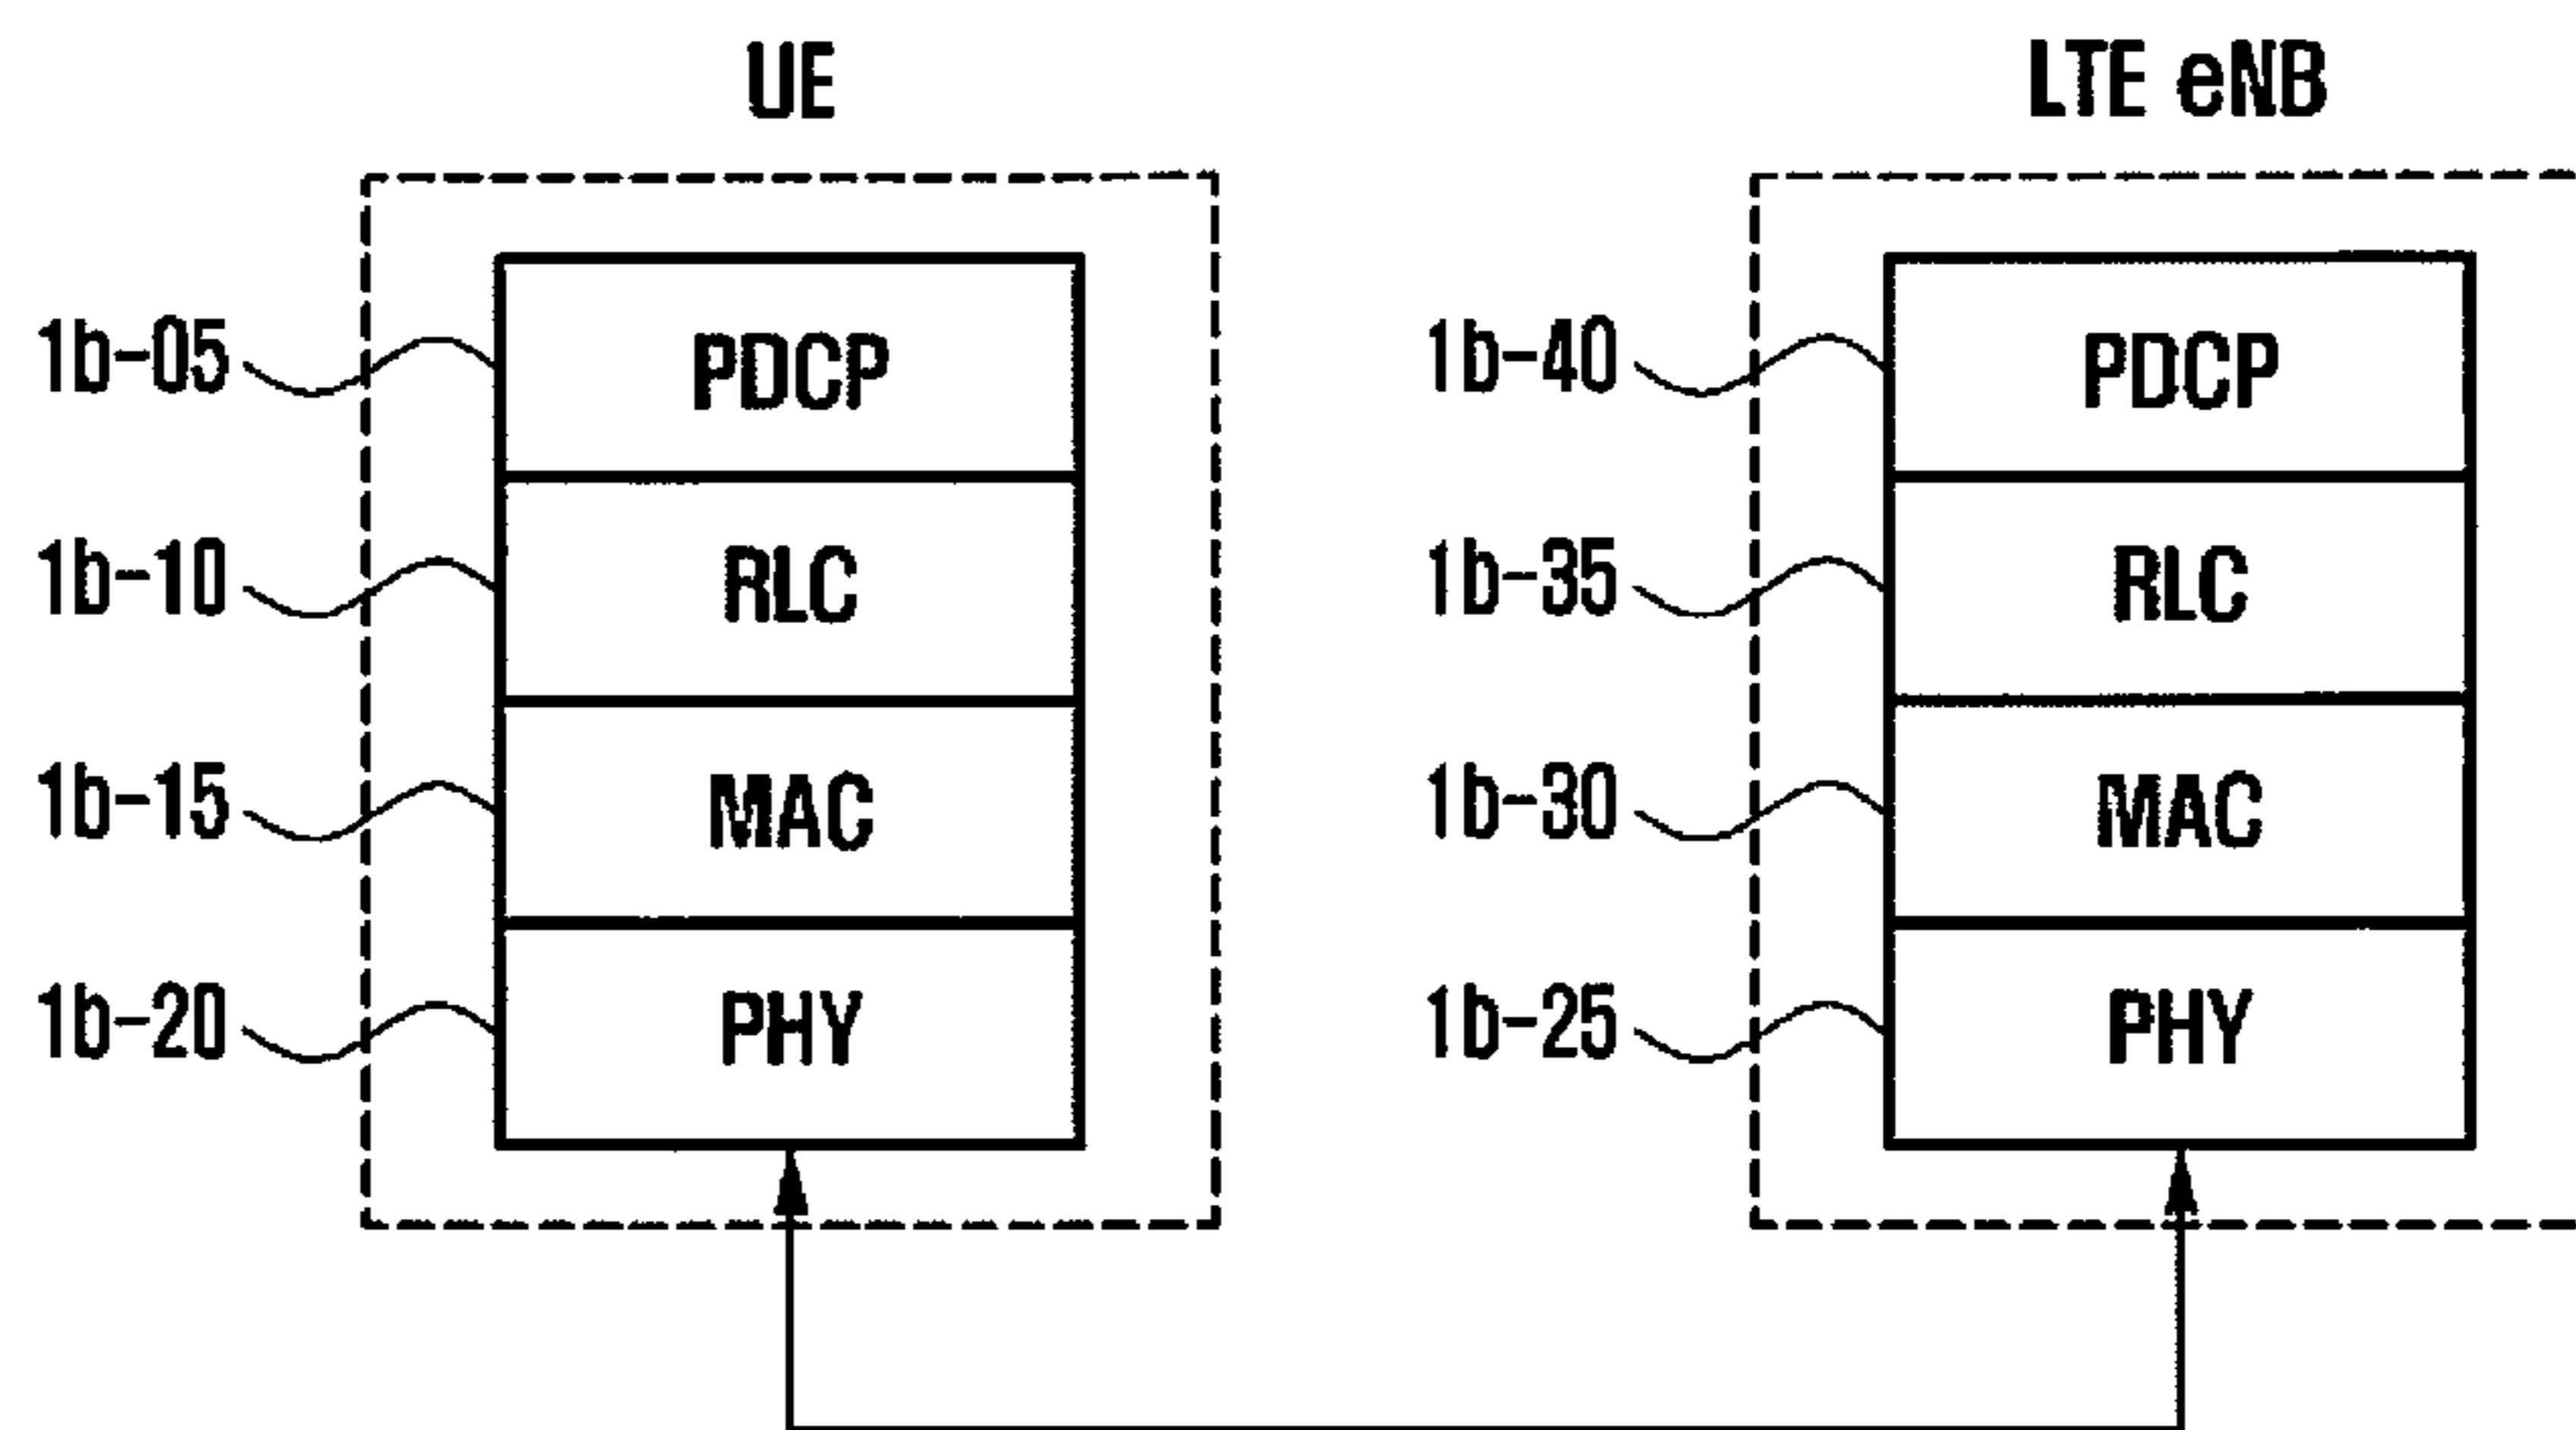 UE
LTE eNB
1b-05
PDCP
1b-40
PDCP
1b-10
RLC
1b-35
RLC
1b-15
MAC
1b-30
MAC
1b-20
PHY
1b-25
PHY